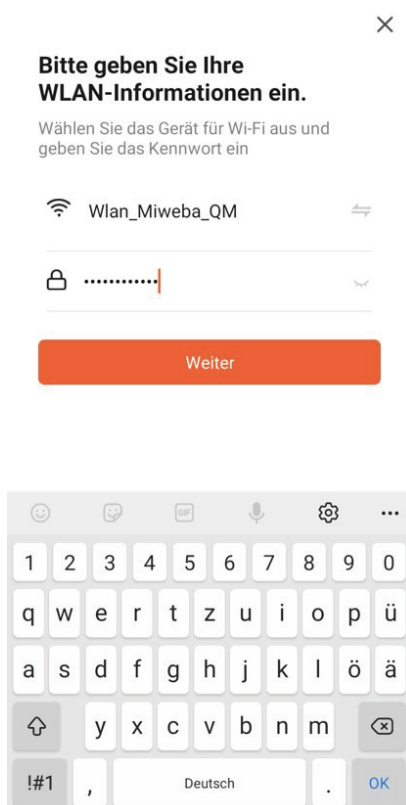 Bitte geben Sie Ihre
WLAN-Informationen ein.
Wählen Sie das Gerät für Wi-Fi aus und
geben Sie das Kennwort ein
Wlan_Miweba_QM
••••••••••••
Weiter
GIF
1 2 3 4 5 6 7 8 9 0
q w e r t z u i o p ü
a s d f g h j k l ö ä
y x c v b n m
!#1 , Deutsch . OK